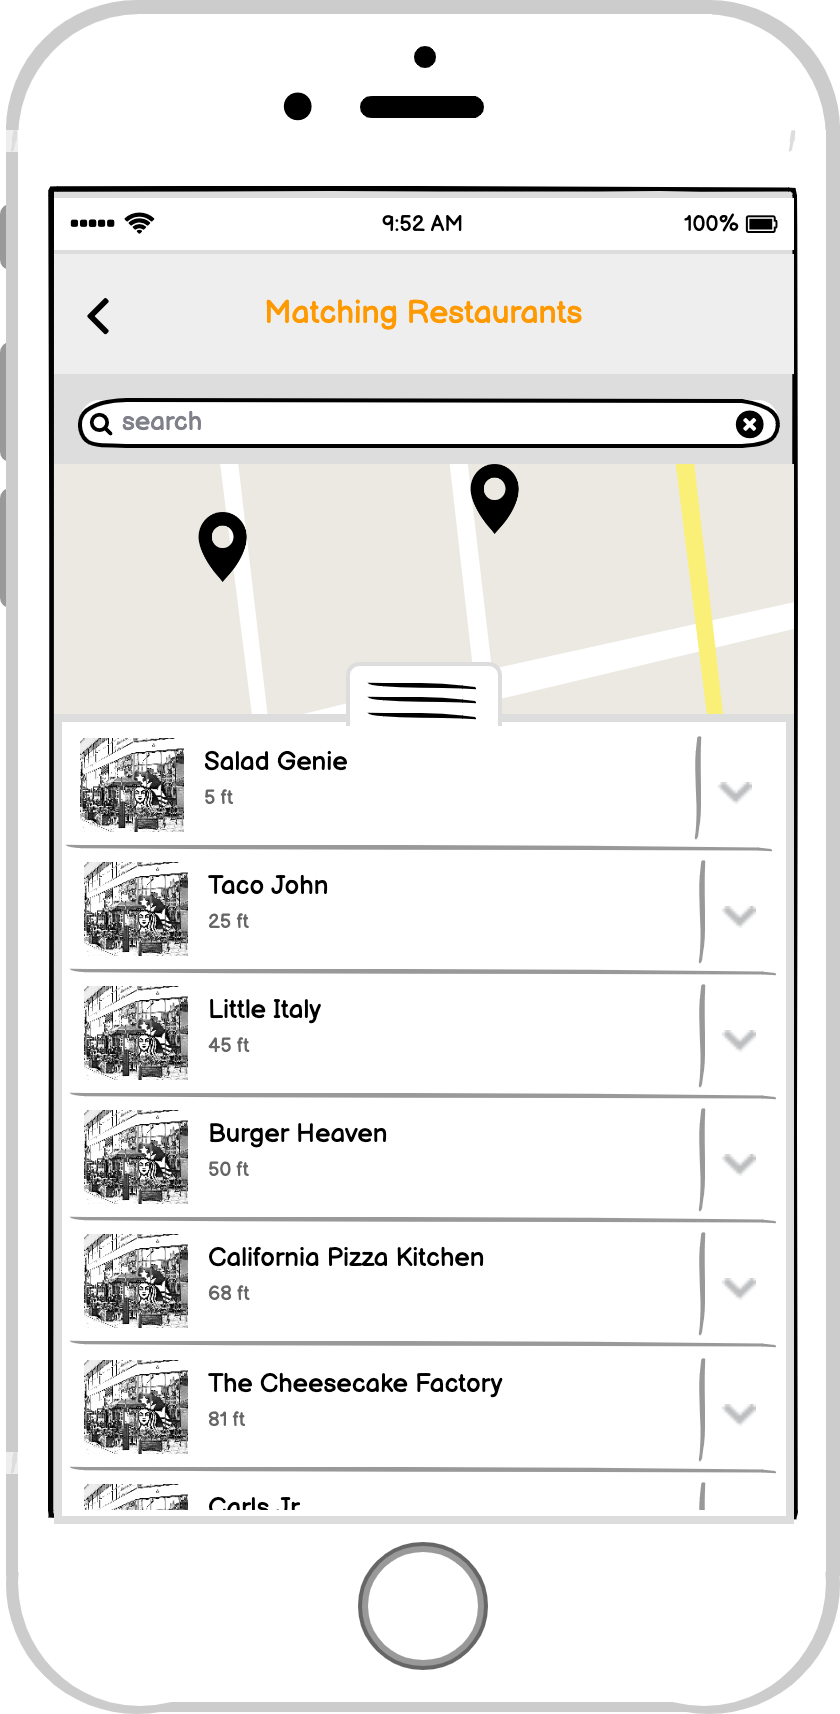 9:52 AM
100%
Matching Restaurants
search
Salad Genie
5 ft
Taco John
25 ft
Little Italy
45 ft
Burger Heaven
50 ft
California Pizza Kitchen
68 ft
The Cheesecake Factory
81 ft
Carls Jr